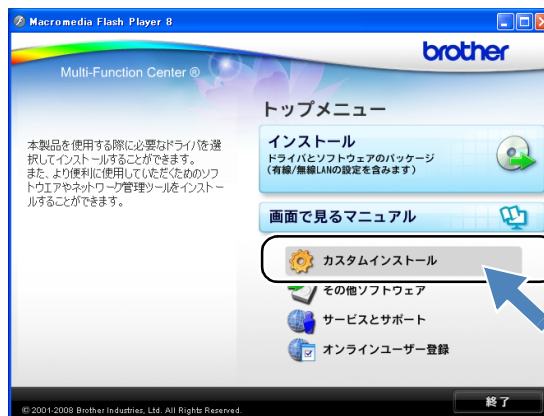 Macromedia Flash Player 8
brother
Multi-Function Center ®
トップメニュー
本製品を使用する際に必要なドライバを選
択してインストールすることができます。
また、より便利に使用していただくためのソフ
トウエアやネットワーク管理ツールをインストー
ルすることができます。
インストール
ドライバとソフトウェアのパッケージ
(有線/無線LANの設定を含みます)
画面で見るマニュアル
カスタムインストール
その他ソフトウェア
サービスとサポート
オンラインユーザー登録
© 2001-2008 Brother Industries, Ltd. All Rights Reserved.
終了